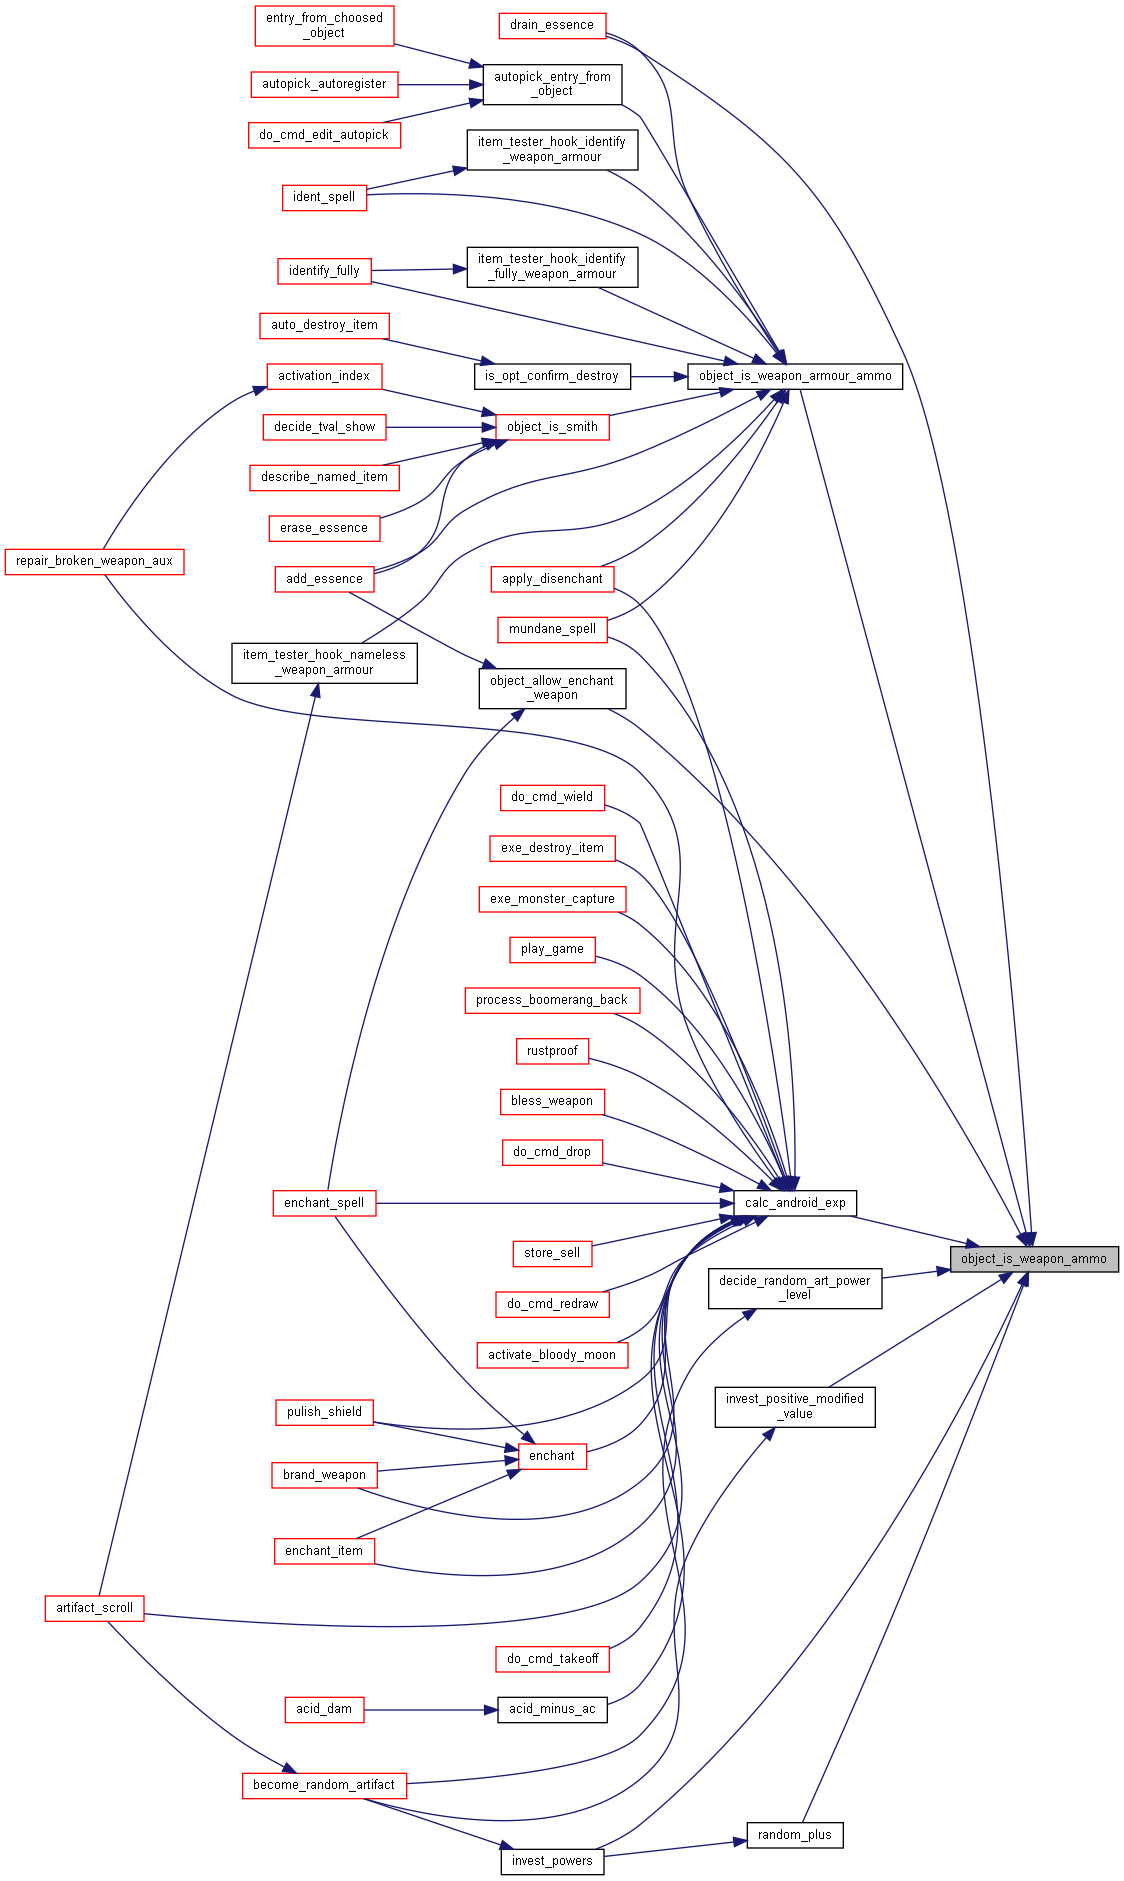 entry_from_choosed
_object
drain_essence
autopick_autoregister
autopick_entry_from
_object
do_cmd_edit_autopick
item_tester_hook_identify
_weapon_armour
ident_spell
item_tester_hook_identify
_fully_weapon_armour
identify_fully
auto_destroy_item
activation_index
is_opt_confirm_destroy
object_is_weapon_armour_ammo
decide_tval_show
object_is_smith
describe_named_item
erase_essence
repair_broken_weapon_aux
add_essence
apply_disenchant
mundane_spell
item_tester_hook_nameless
_weapon_armour
object_allow_enchant
_weapon
do_cmd_wield
exe_destroy_item
exe_monster_capture
play_game
process_boomerang_back
rustproof
bless_weapon
do_cmd_drop
enchant_spell
calc_android_exp
store_sell
object_is_weapon_ammo
decide_random_art_power
_level
do_cmd_redraw
activate_bloody_moon
invest_positive_modified
_value
pulish_shield
enchant
brand_weapon
enchant_item
artifact_scroll
do_cmd_takeoff
acid_dam
acid_minus_ac
become_random_artifact
random_plus
invest_powers